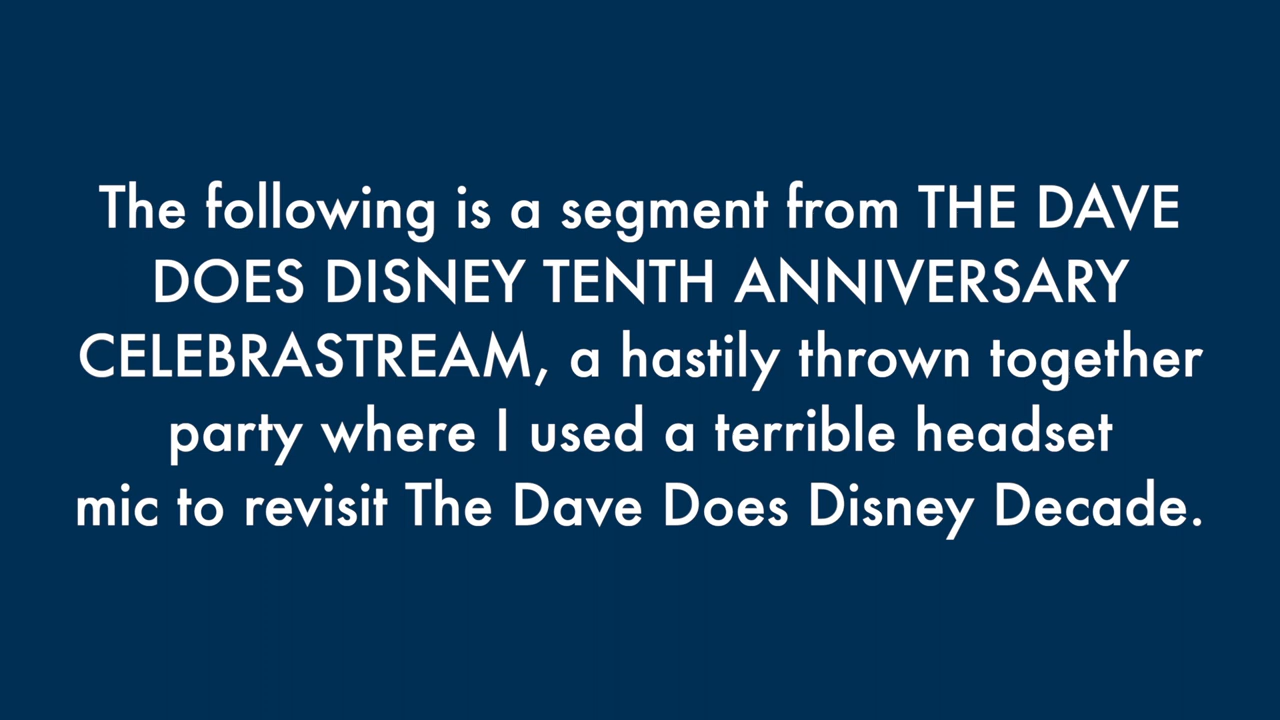 The following is a segment from THE DAVE
DOES DISNEY TENTH ANNIVERSARY
CELEBRASTREAM, a hastily thrown together
party where I used a terrible headset
mic to revisit The Dave Does Disney Decade.